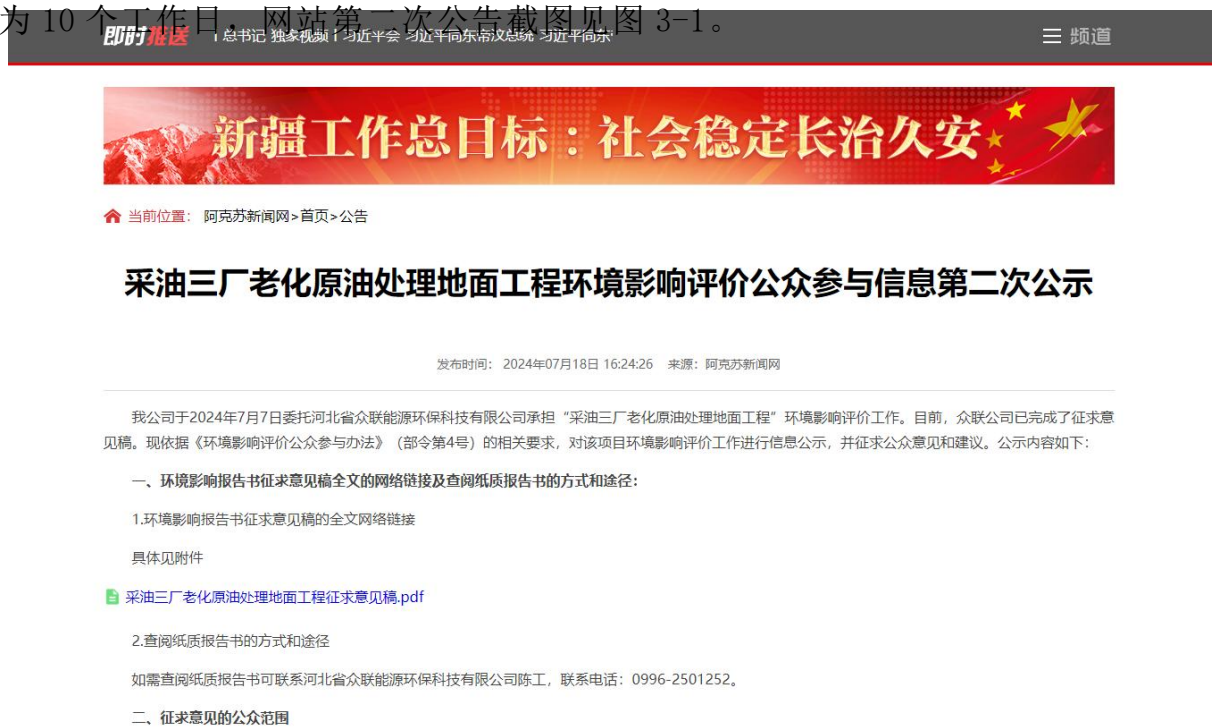 为 10 个工作日，网站第二次公告截图见图 3-1。
即时推送 总书记 独家视频 习近平会 习近平向东帝汶总统 习近平向东 三 频道
新疆工作总目标：社会稳定长治久安
当前位置： 阿克苏新闻网>首页>公告
采油三厂老化原油处理地面工程环境影响评价公众参与信息第二次公示
发布时间： 2024年07月18日 16:24:26 来源：阿克苏新闻网
我公司于2024年7月7日委托河北省众联能源环保科技有限公司承担“采油三厂老化原油处理地面工程”环境影响评价工作。目前，众联公司已完成了征求意
见稿。现依据《环境影响评价公众参与办法》（部令第4号）的相关要求，对该项目环境影响评价工作进行信息公示，并征求公众意见和建议。公示内容如下：
一、环境影响报告书征求意见稿全文的网络链接及查阅纸质报告书的方式和途径：
1.环境影响报告书征求意见稿的全文网络链接
具体见附件
采油三厂老化原油处理地面工程征求意见稿.pdf
2.查阅纸质报告书的方式和途径
如需查阅纸质报告书可联系河北省众联能源环保科技有限公司陈工，联系电话：0996-2501252。
二、征求意见的公众范围